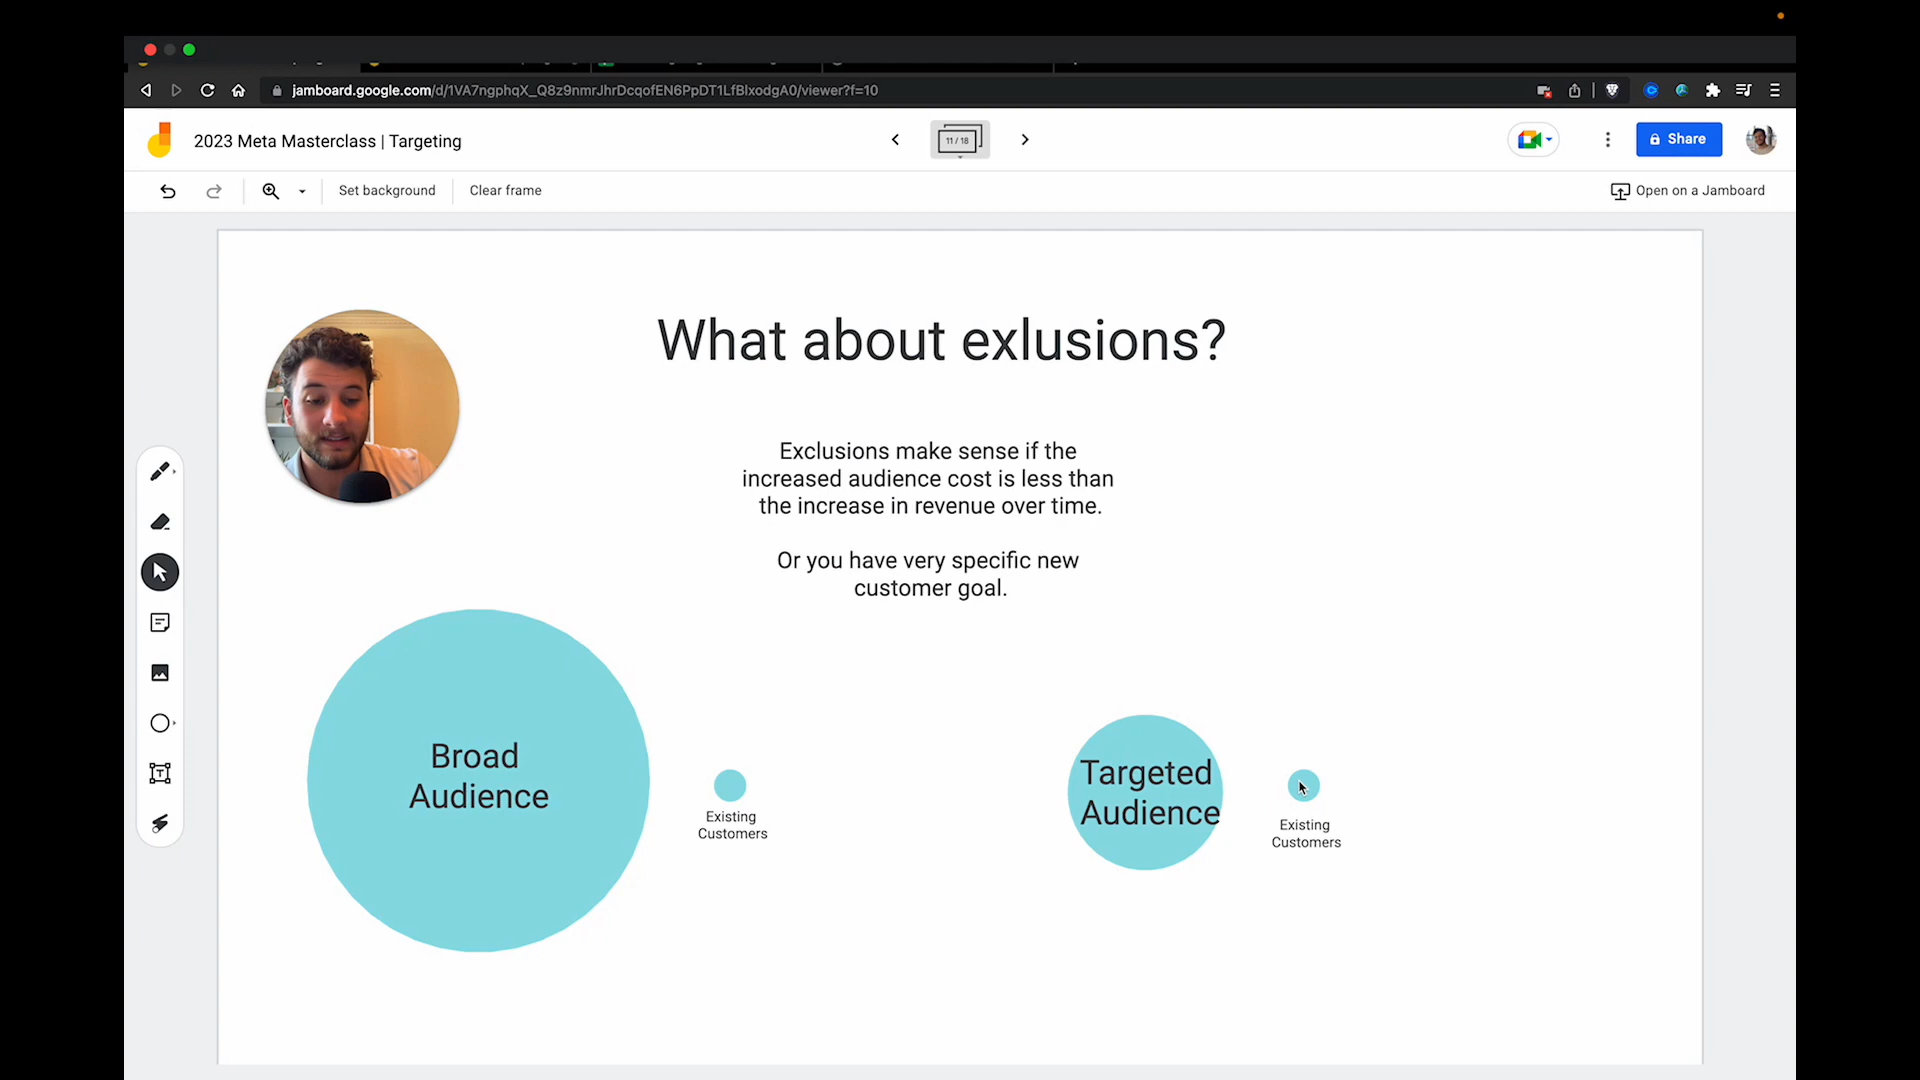 jamboard.google.com/d/1VA7ngphqX_Q8z9nmrJhrDcqofEN6PpDT1LfBlxodgA0/viewer?f=10
2023 Meta Masterclass | Targeting
11 / 18
Share
Set background
Clear frame
Open on a Jamboard
What about exlusions?
Exclusions make sense if the
increased audience cost is less than
the increase in revenue over time.
Or you have very specific new
customer goal.
Broad
Audience
Existing
Customers
Targeted
Audience
Existing
Customers